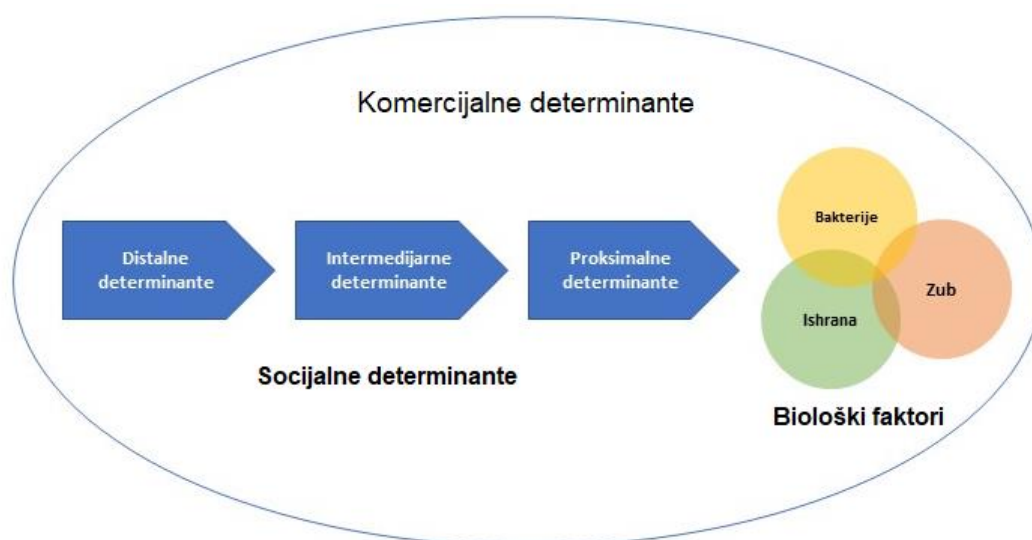 Komercijalne determinante
Distalne
determinante
Intermedijarne
determinante
Proksimalne
determinante
Bakterije
Zub
Ishrana
Socijalne determinante
Biološki faktori